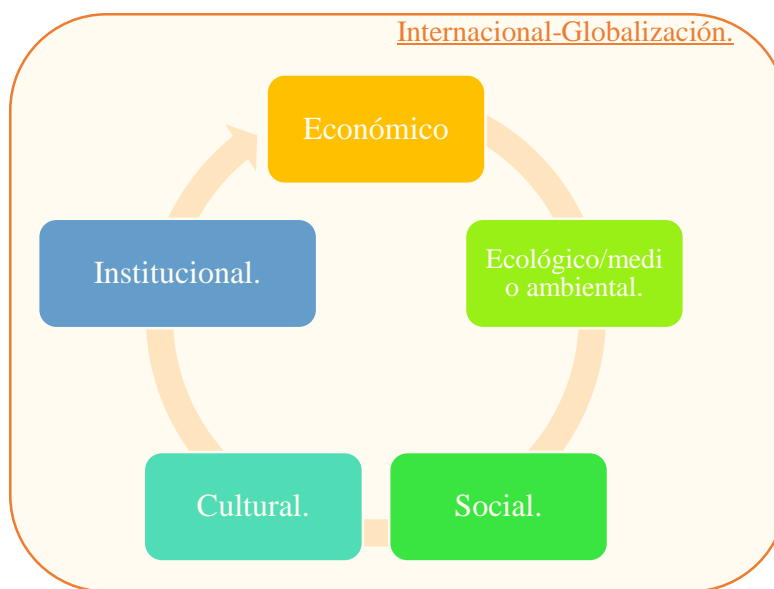 Internacional-Globalización.
Económico
Ecológico/medi
o ambiental.
Social.
Cultural.
Institucional.